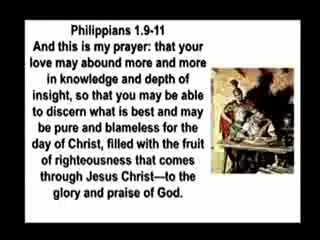 Philippians 1.9-11
And this is my prayer: that your
love may abound more and more
in knowledge and depth of
insight, so that you may be able
to discern what is best and may
be pure and blameless for the
day of Christ, filled with the fruit
of righteousness that comes
through Jesus Christ—to the
glory and praise of God.